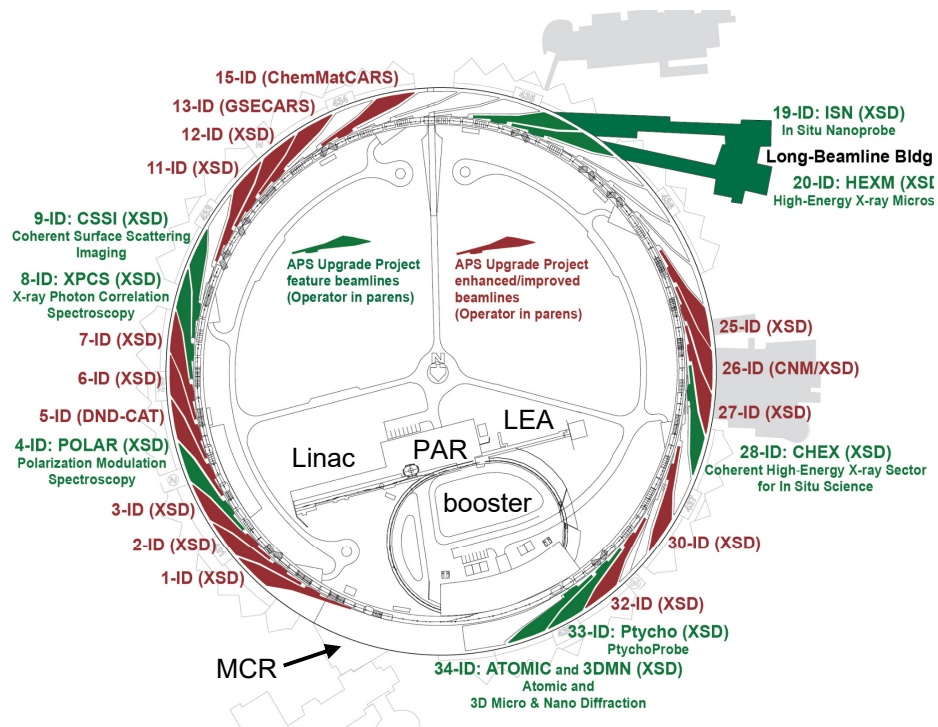 15-ID (ChemMatCARS)
13-ID (GSECARS)
12-ID (XSD)
11-ID (XSD)
9-ID: CSSI (XSD)
Coherent Surface Scattering
Imaging
8-ID: XPCS (XSD)
X-ray Photon Correlation
Spectroscopy
7-ID (XSD)
6-ID (XSD)
5-ID (DND-CAT)
4-ID: POLAR (XSD)
Polarization Modulation
Spectroscopy
3-ID (XSD)
2-ID (XSD)
1-ID (XSD)
MCR
434
435
APS Upgrade Project
feature beamlines
(Operator in parens)
APS Upgrade Project
enhanced/improved
beamlines
(Operator in parens)
N
Linac
PAR
LEA
booster
19-ID: ISN (XSD)
In Situ Nanoprobe
Long-Beamline Bldg
20-ID: HEXM (XSD
High-Energy X-ray Micros
25-ID (XSD)
26-ID (CNM/XSD)
27-ID (XSD)
28-ID: CHEX (XSD)
Coherent High-Energy X-ray Sector
for In Situ Science
30-ID (XSD)
32-ID (XSD)
33-ID: Ptycho (XSD)
PtychoProbe
34-ID: ATOMIC and 3DMN (XSD)
Atomic and
3D Micro & Nano Diffraction